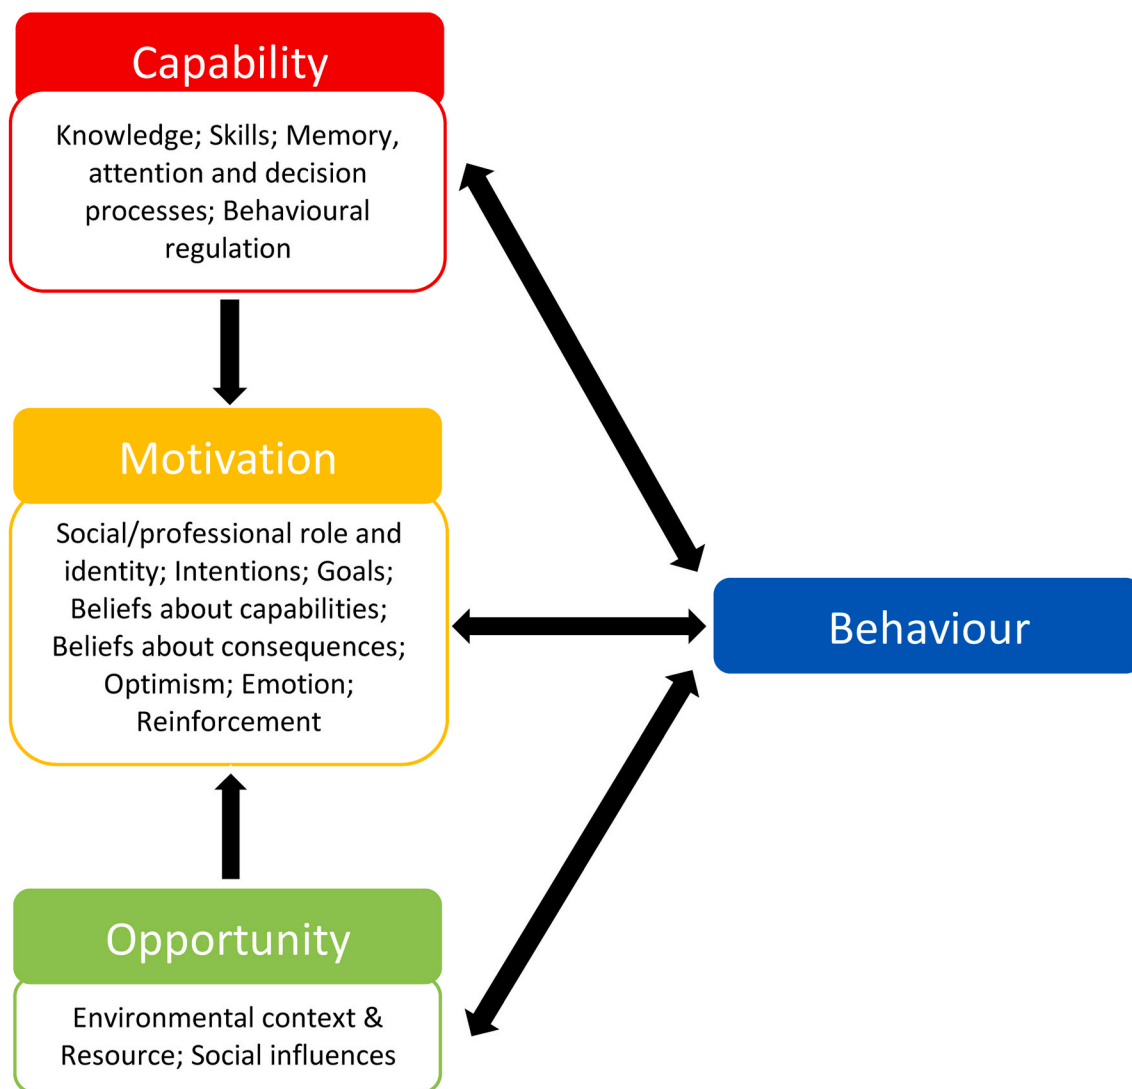 Capability
Knowledge; Skills; Memory,
attention and decision
processes; Behavioural
regulation
Motivation
Social/professional role and
identity; Intentions; Goals;
Beliefs about capabilities;
Beliefs about consequences;
Optimism; Emotion;
Reinforcement
Behaviour
Opportunity
Environmental context &
Resource; Social influences